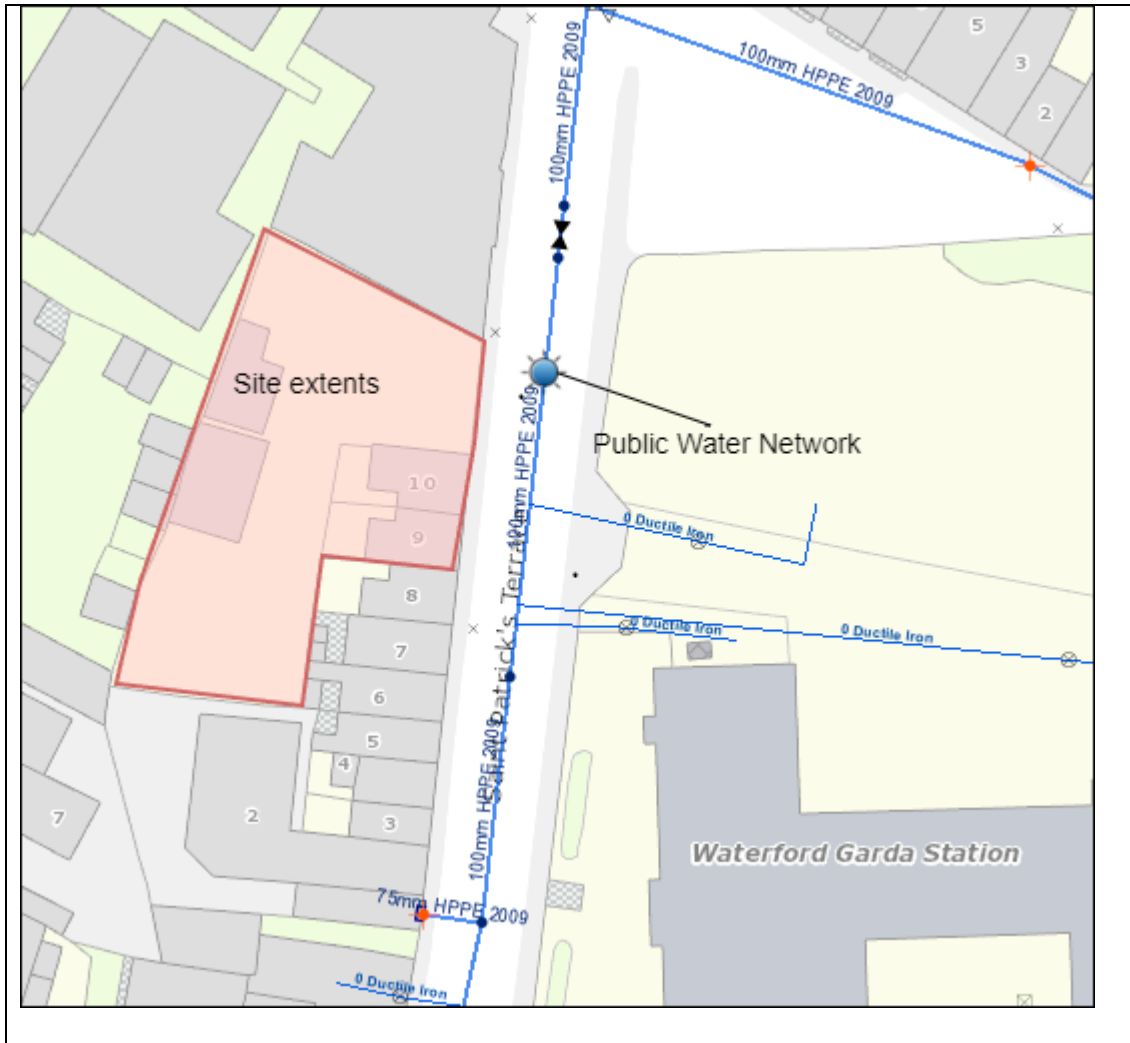 5
3
2
100mm HPPE 2009
100mm HPPE 2009
Site extents
100mm HPPE 2009
Public Water Network
10
9
8
7
6
5
4
3
2
7
0 Ductile Iron
0 Ductile Iron
0 Ductile Iron
Saint Patrick's Terrace
100mm HPPE 2009
Waterford Garda Station
75mm HPPE 2009
0 Ductile Iron